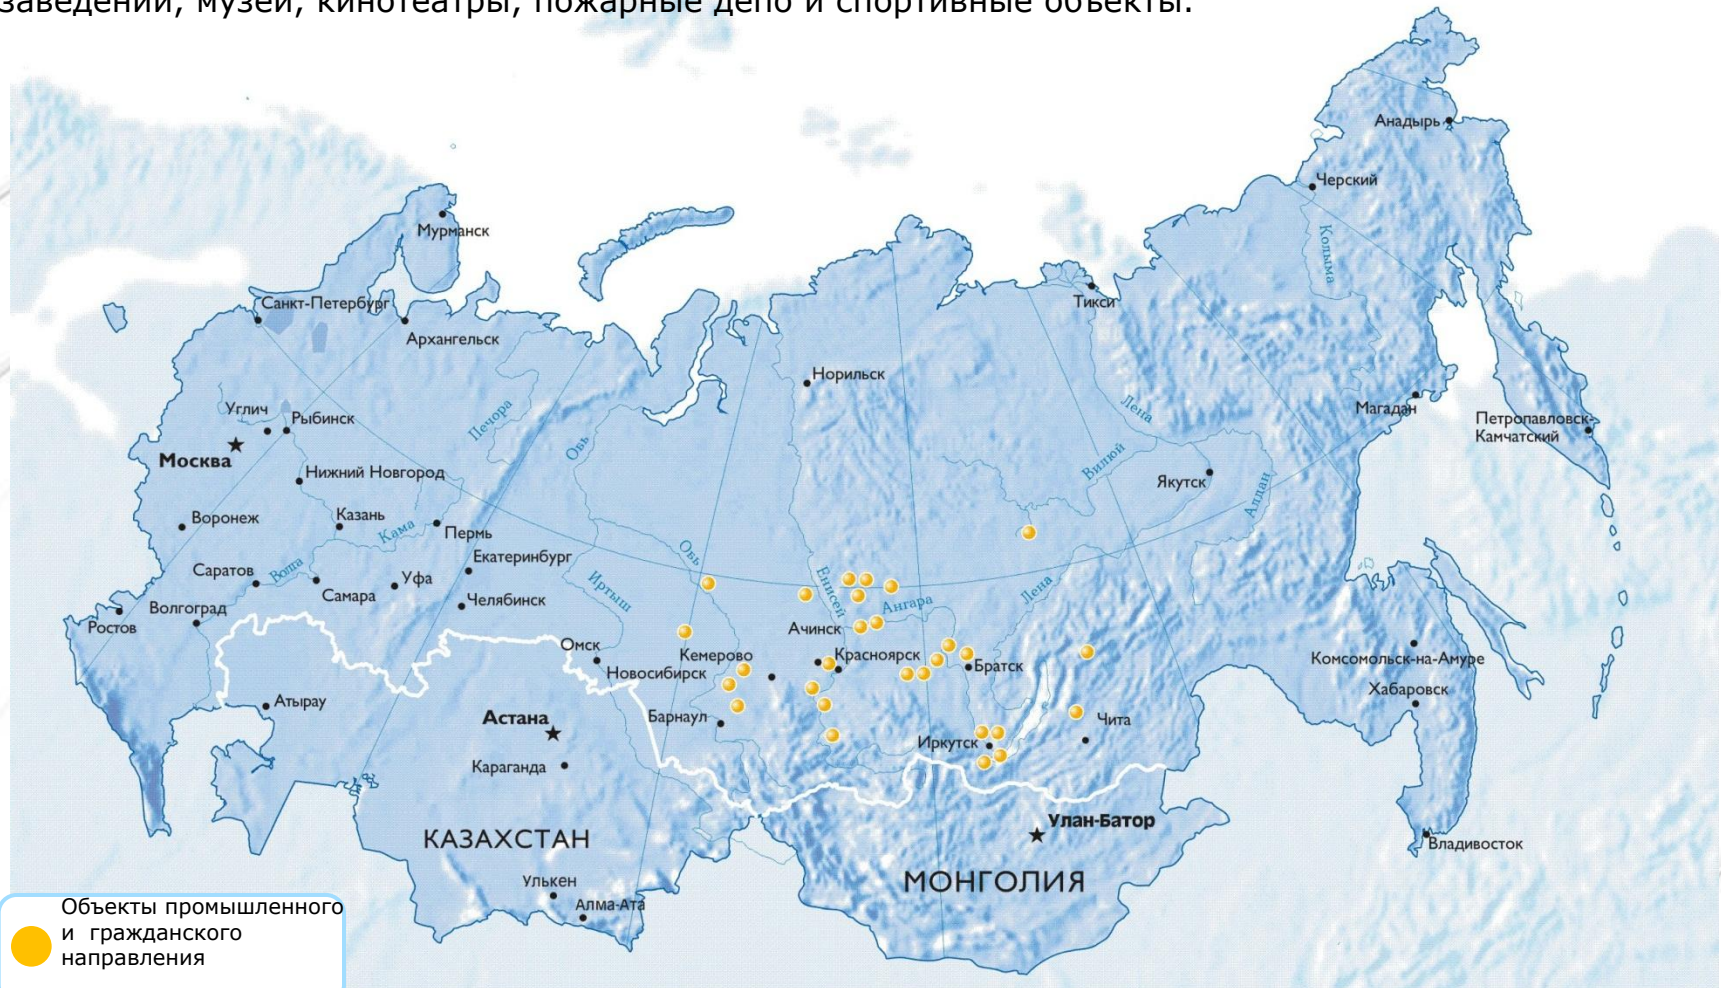 заведений, музеи, кинотеатры, пожарные депо и спортивные объекты.
Анадырь
Черский
Мурманск
Колыма
Санкт-Петербург
Тикси
Архангельск
Норильск
Углич
Рыбинск
Печора
Обь
Лена
Магадан
Петропавловск-
Камчатский
Москва
Нижний Новгород
Вилюй
Якутск
Алдан
Воронеж
Казань
Кама
Пермь
Обь
Екатеринбург
Саратов
Волга
Уфа
Самара
Иртыш
Енисей
Лена
Волгоград
Челябинск
Ангара
Ростов
Ачинск
Омск
Кемерово
Красноярск
Братск
Комсомольск-на-Амуре
Новосибирск
Хабаровск
Атырау
Астана
Барнаул
Чита
Иркутск
Караганда
Улан-Батор
КАЗАХСТАН
Владивосток
Улькен
МОНГОЛИЯ
Алма-Ата
Объекты промышленного
и гражданского
направления